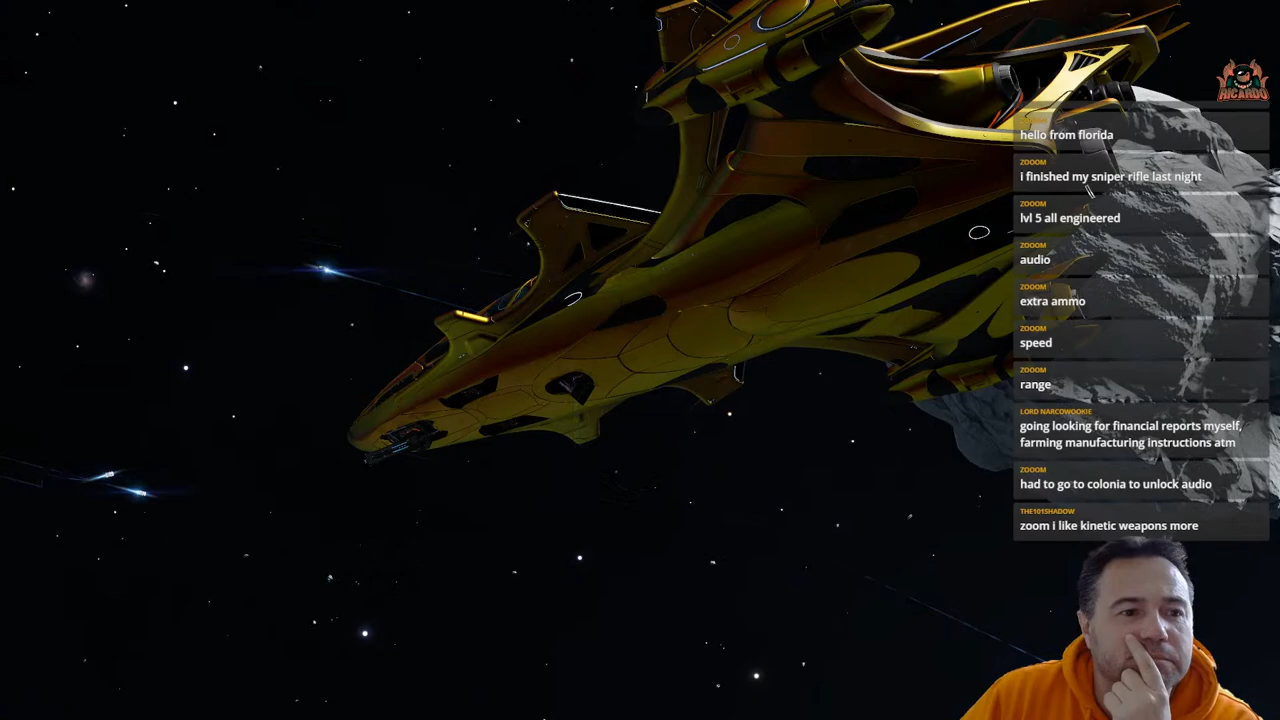 RICARDO
hello from florida
ZOOOM
i finished my sniper rifle last night
ZOOOM
lvl 5 all engineered
ZOOOM
audio
ZOOOM
extra ammo
ZOOOM
speed
ZOOOM
range
LORD NARCOWOOKIE
going looking for financial reports myself,
farming manufacturing instructions atm
ZOOOM
had to go to colonia to unlock audio
THE101SHADOW
zoom i like kinetic weapons more